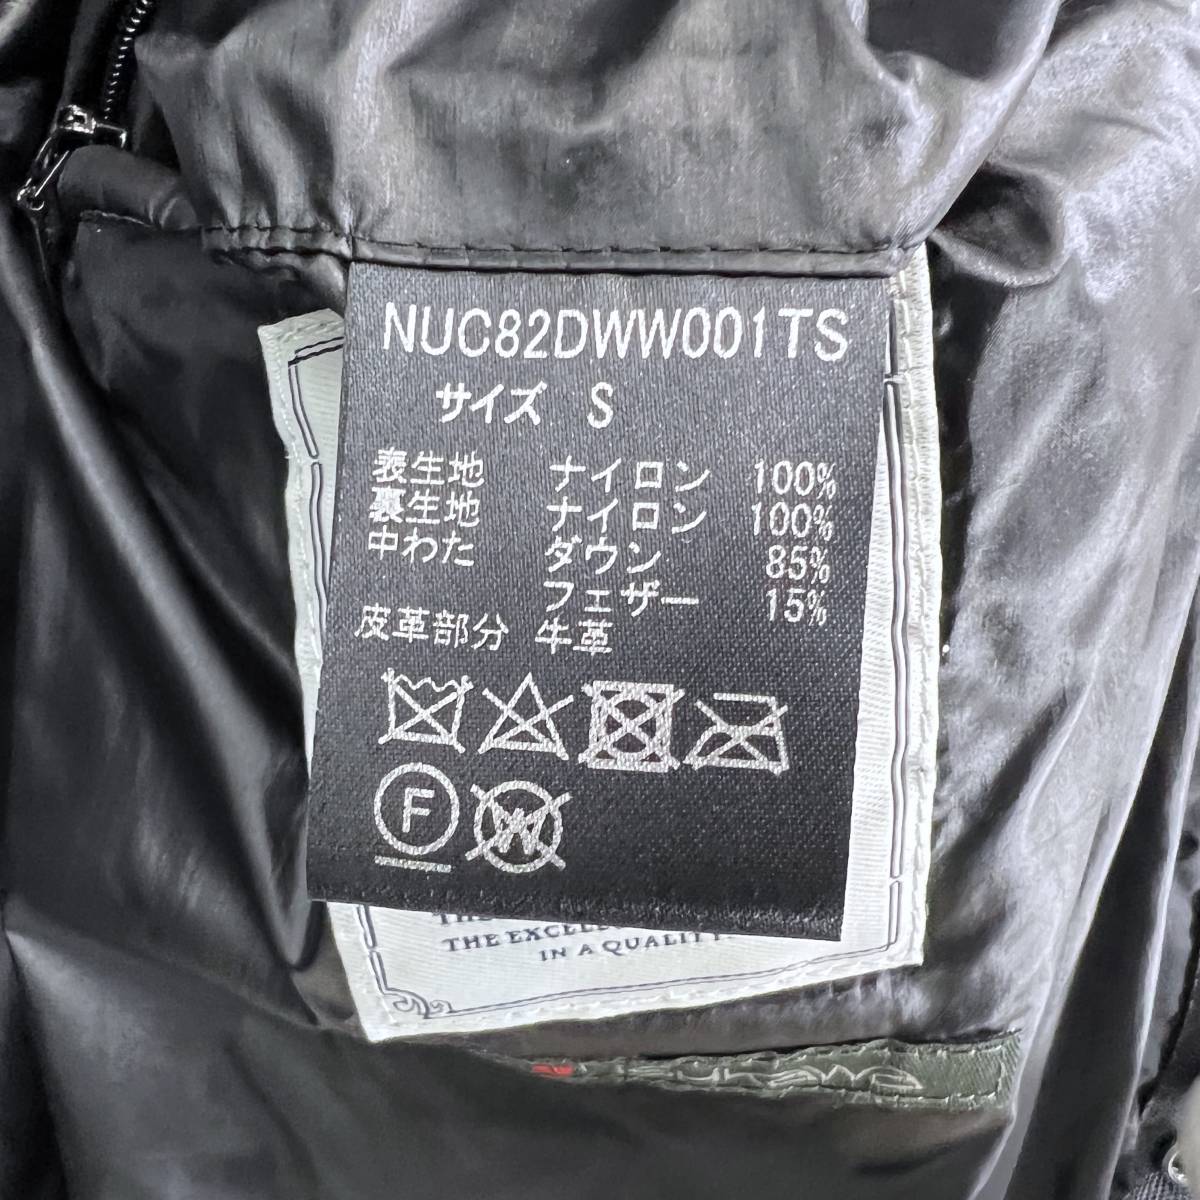 NUC82DWW001TS
サイズ S
表生地 ナイロン 100%
裏生地 ナイロン 100%
中わた ダウン 85%
フェザー 15%
皮革部分 牛革
F
W
THE
IN A